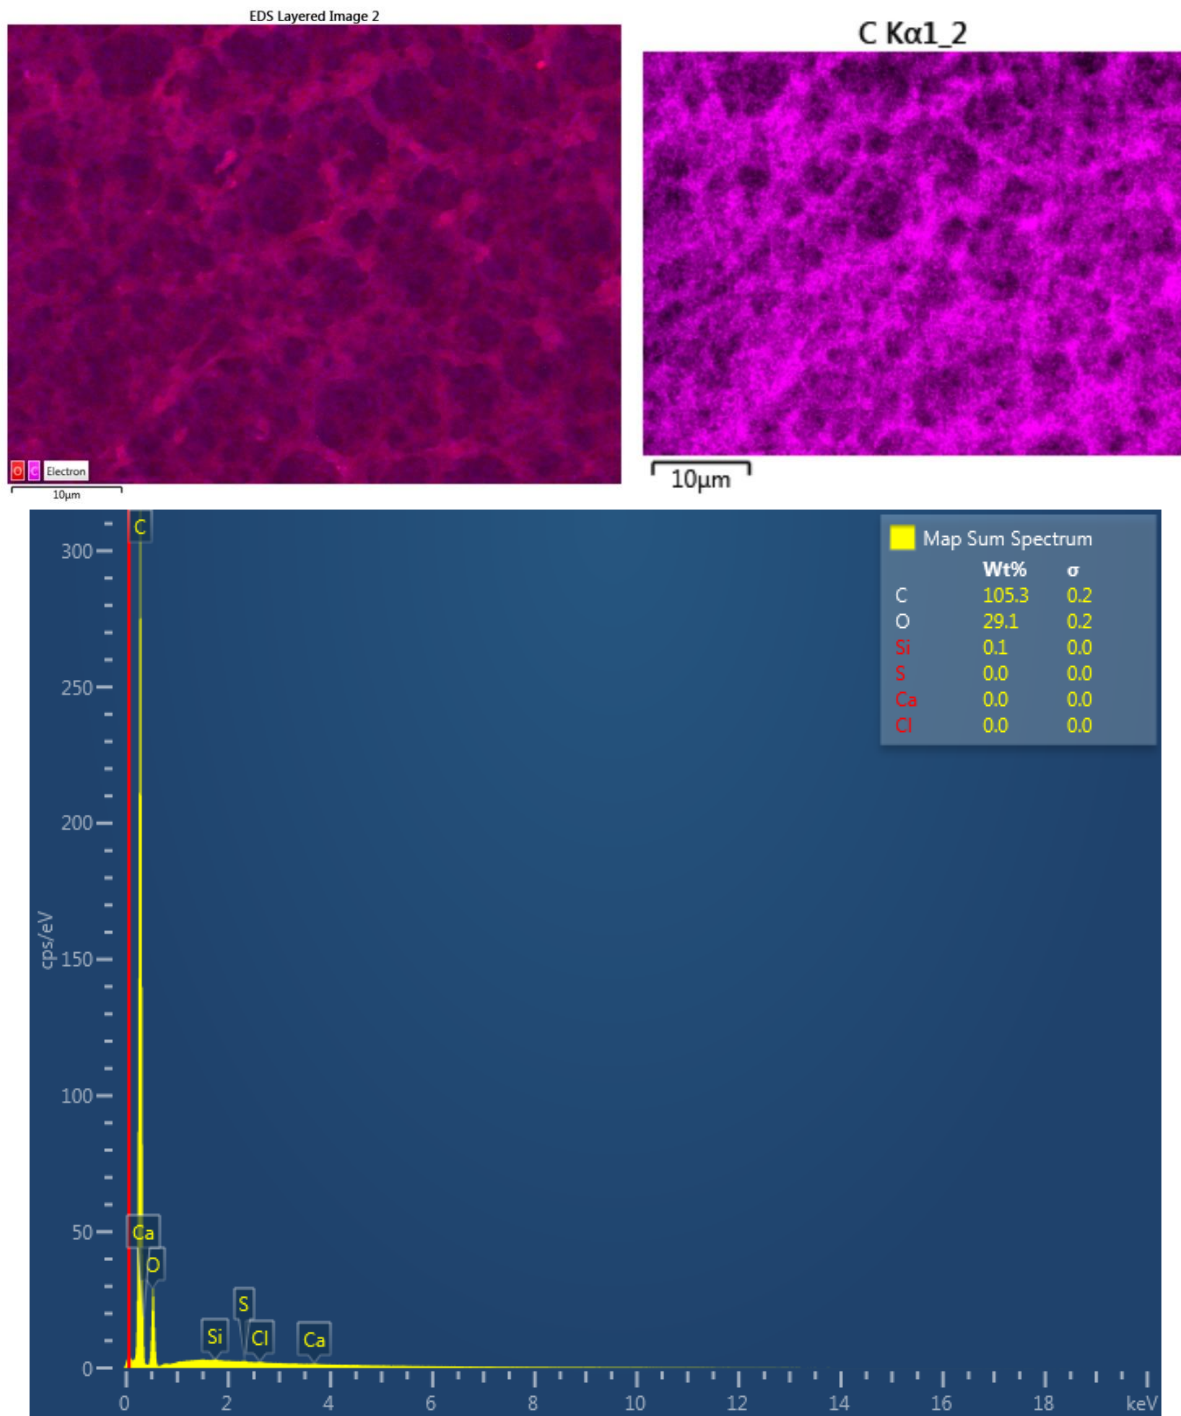 EDS Layered Image 2
C Kα1_2
O C Electron
10µm
10µm
Map Sum Spectrum
Wt% σ
C 105.3 0.2
O 29.1 0.2
Si 0.1 0.0
S 0.0 0.0
Ca 0.0 0.0
Cl 0.0 0.0
C
300
250
200
cps/eV
150
100
50
Ca
O
S
Si
Cl
Ca
0
0 2 4 6 8 10 12 14 16 18 keV